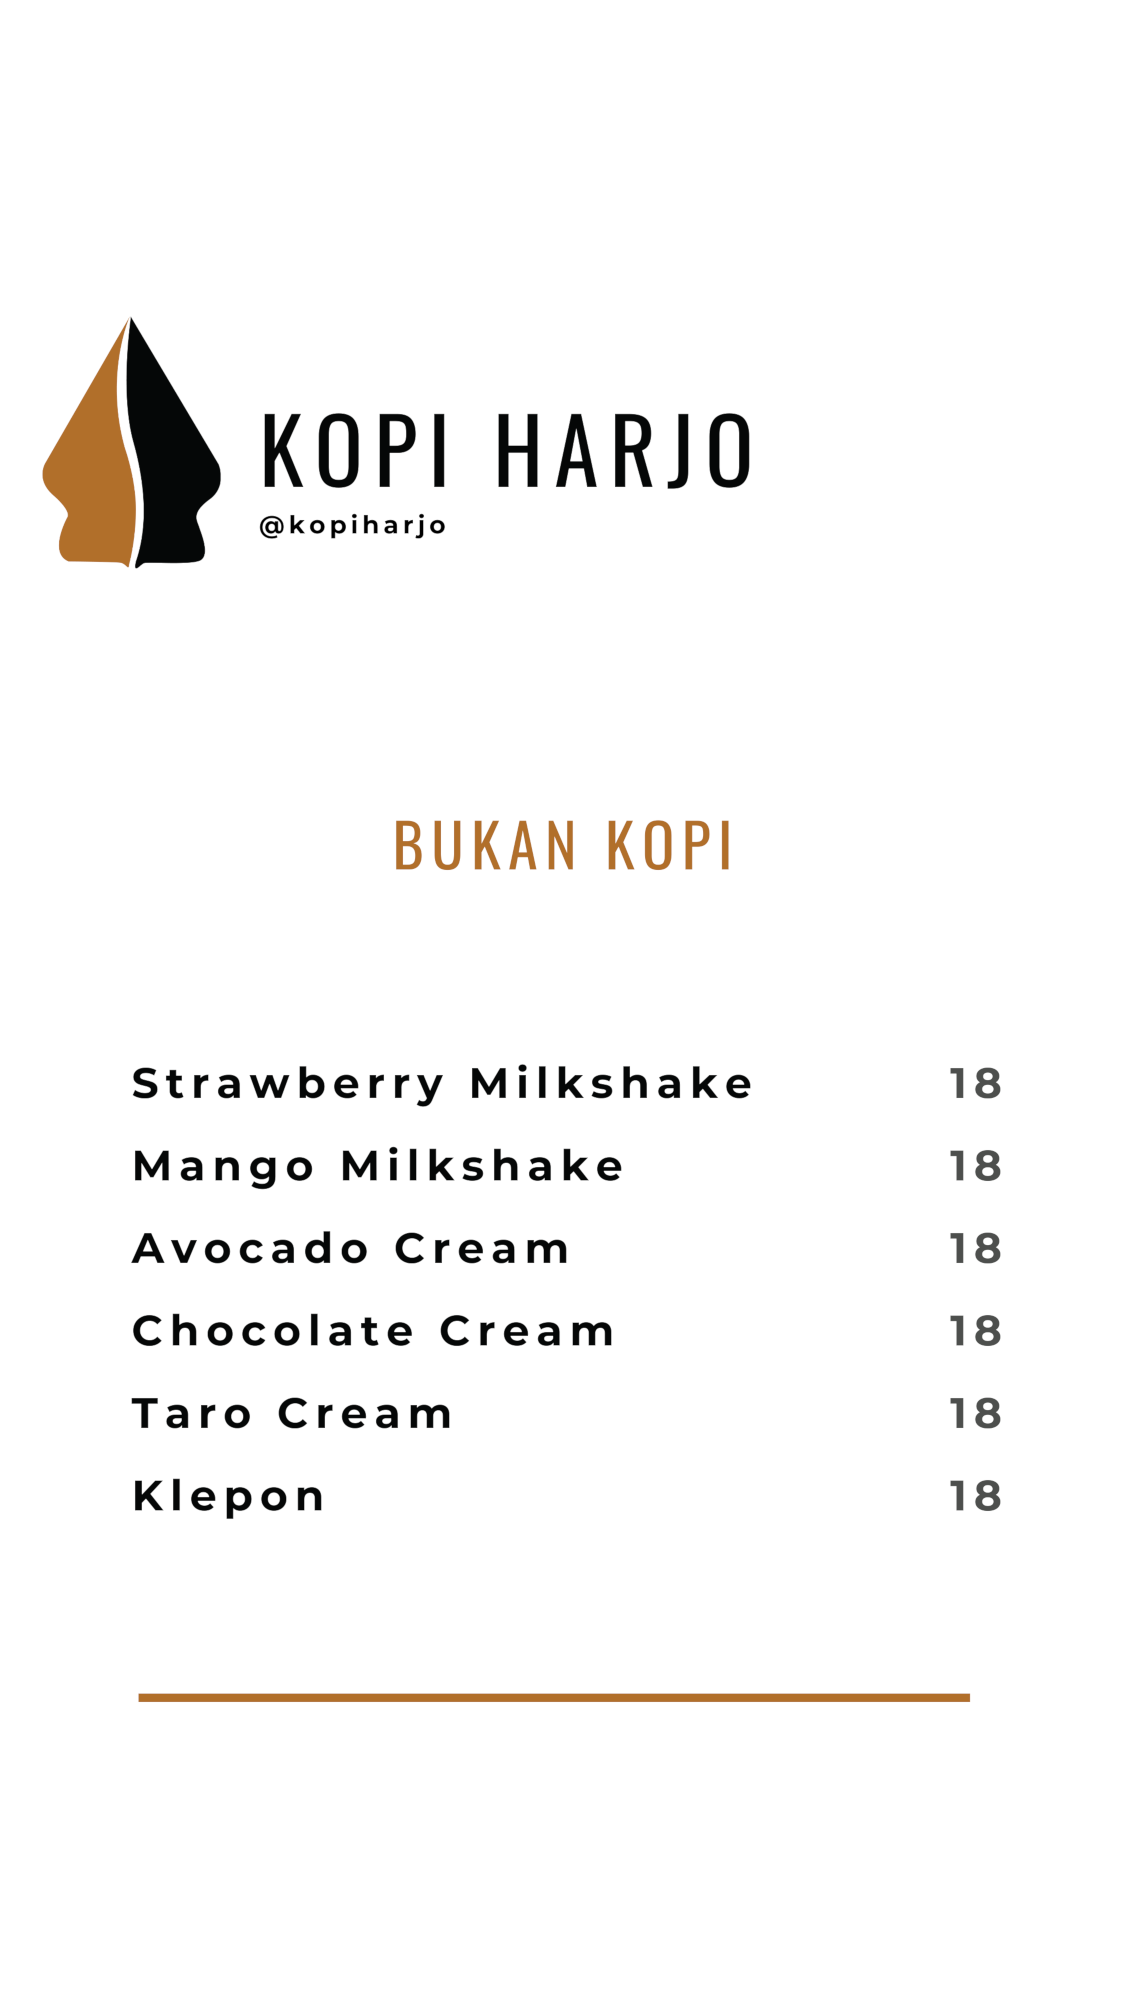 KOPI HARJO
@kopiharjo
BUKAN KOPI
Strawberry Milkshake 18
Mango Milkshake 18
Avocado Cream 18
Chocolate Cream 18
Taro Cream 18
Klepon 18